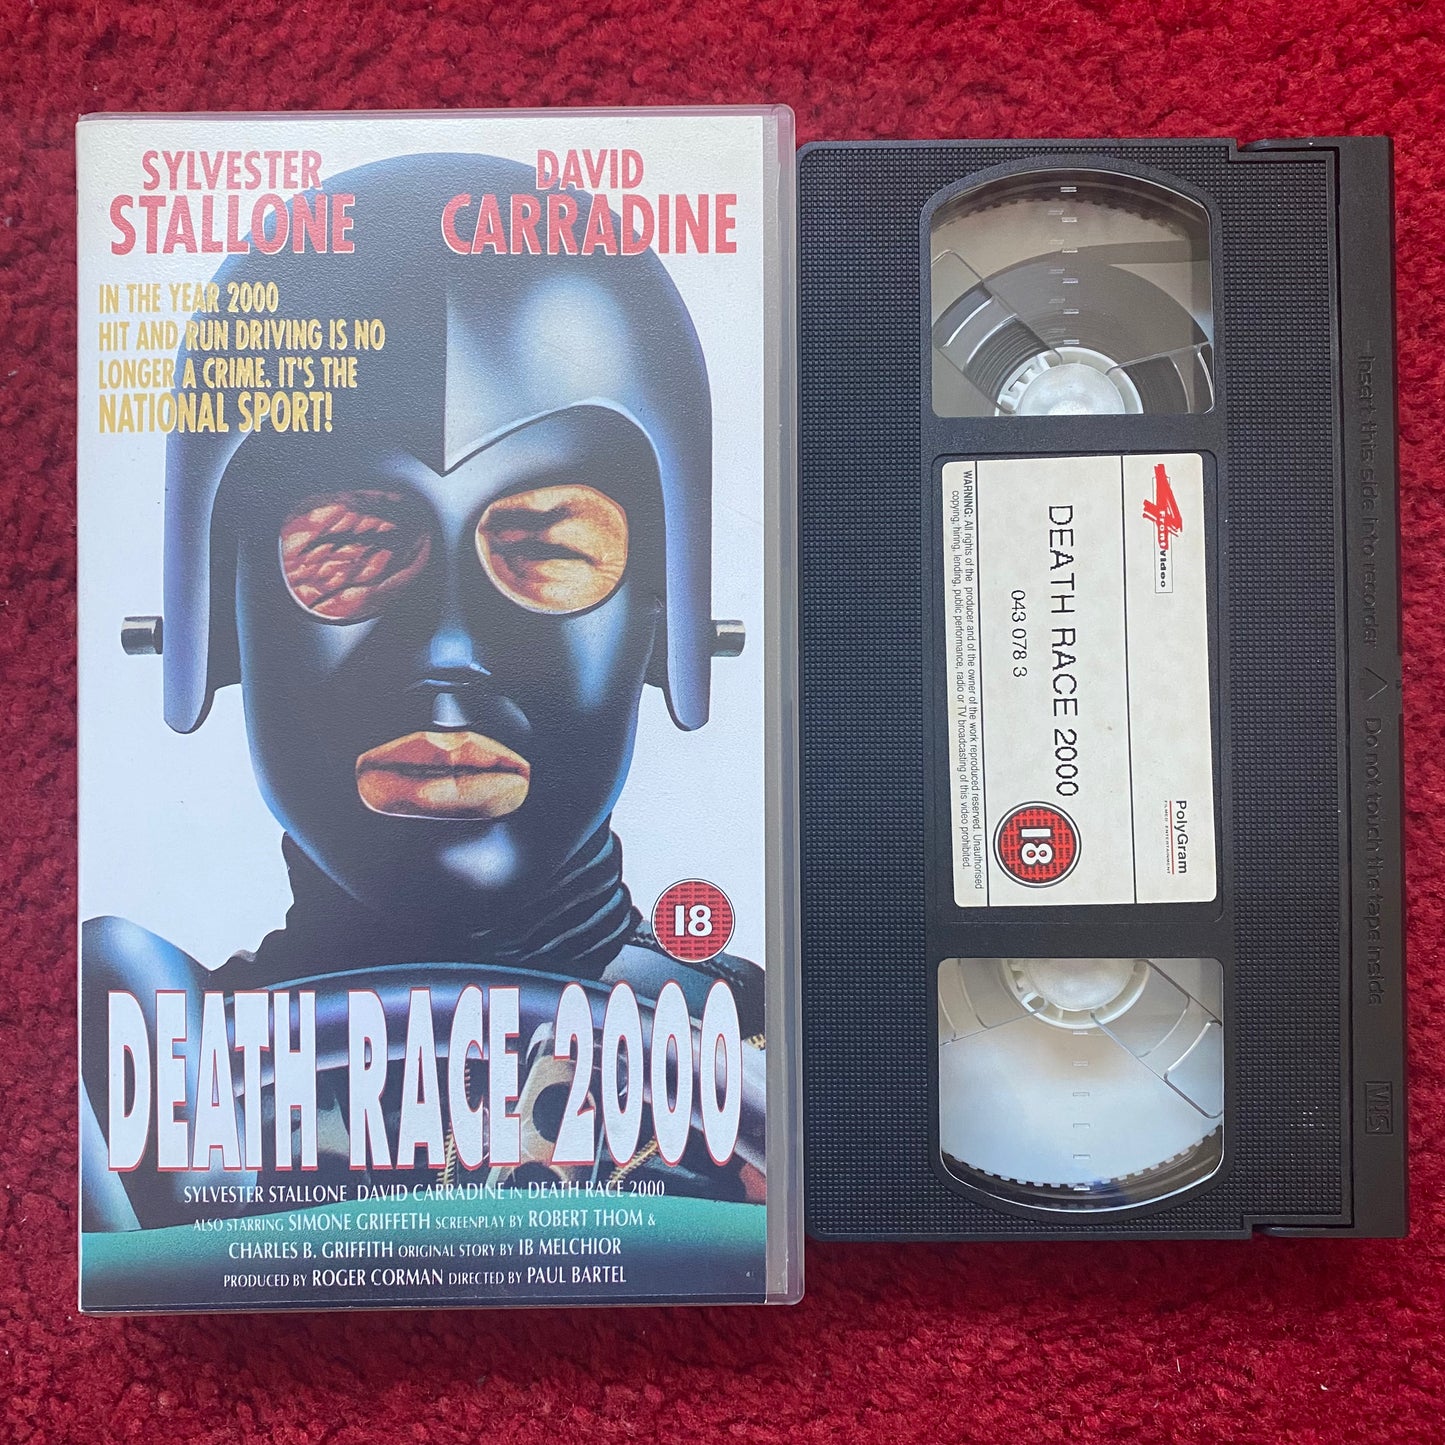 SYLVESTER
STALLONE
DAVID
CARRADINE
IN THE YEAR 2000
HIT AND RUN DRIVING IS NO
LONGER A CRIME. IT'S THE
NATIONAL SPORT!
18
DEATH RACE 2000
SYLVESTER STALLONE DAVID CARRADINE IN DEATH RACE 2000
ALSO STARRING SIMONE GRIFFETH SCREENPLAY BY ROBERT THOM &
CHARLES B. GRIFFITH ORIGINAL STORY BY IB MELCHIOR
PRODUCED BY ROGER CORMAN DIRECTED BY PAUL BARTEL
4 Front Video
PolyGram
FILMED ENTERTAINMENT
DEATH RACE 2000
043 078 3
18
WARNING: All rights of the producer and of the owner of the work reproduced reserved. Unauthorised
copying, hiring, lending, public performance, radio or TV broadcasting of this video prohibited.
Insert this side into recorder △ Do not touch the tape inside
VHS